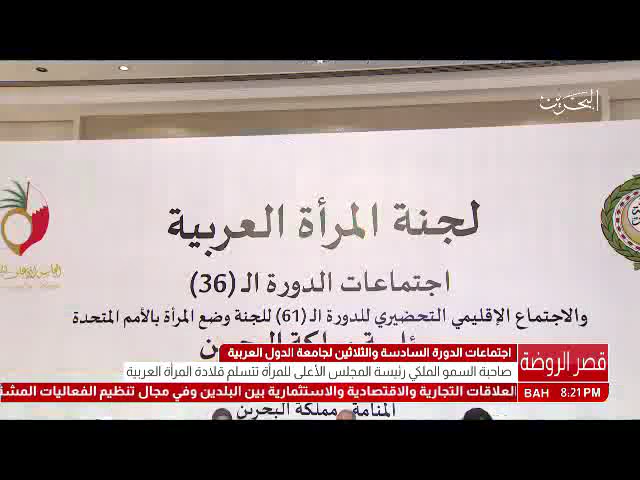 البحرين
لجنة المرأة العربية
اجتماعات الدورة الـ (36)
والاجتماع الإقليمي التحضيري للدورة الـ (61) للجنة وضع المرأة بالأمم المتحدة
مملكة البحرين
اجتماعات الدورة السادسة والثلاثين لجامعة الدول العربية
قصر الروضة
صاحبة السمو الملكي رئيسة المجلس الأعلى للمرأة تتسلم قلادة المرأة العربية
BAH 8:21 PM
العلاقات التجارية والاقتصادية والاستثمارية بين البلدين وفي مجال تنظيم الفعاليات
المنامة - مملكة البحرين